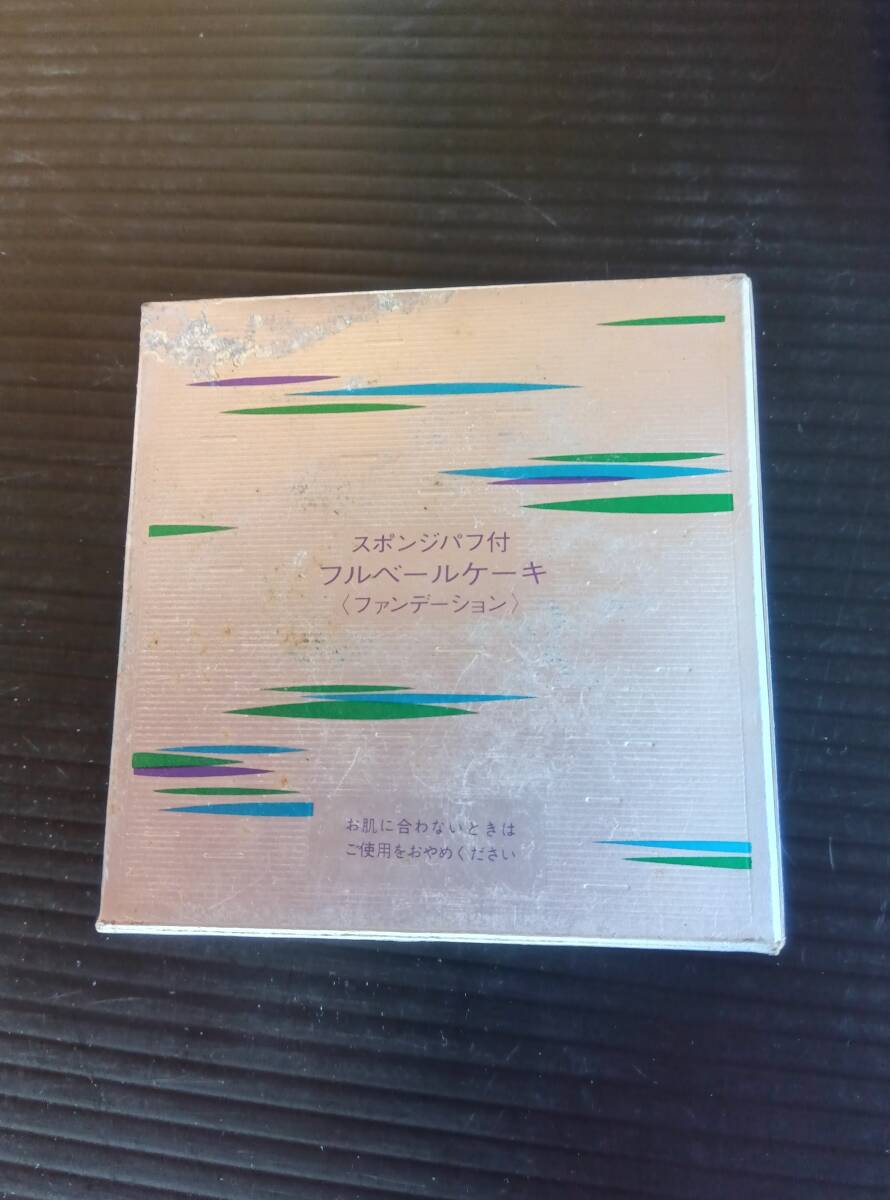 スポンジパフ付
フルベールケーキ
〈ファンデーション〉
お肌に合わないときは
ご使用をおやめください